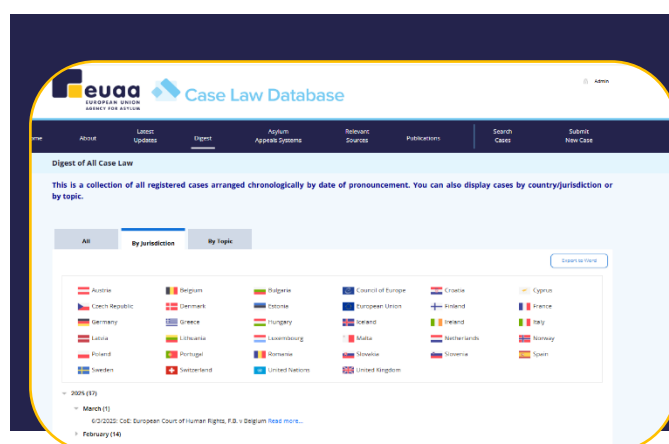 euaa
EUROPEAN UNION
AGENCY FOR ASYLUM
Case Law Database
Admin
ome
About
Latest
Updates
Digest
Asylum
Appeals Systems
Relevant
Sources
Publications
Search
Cases
Submit
New Case
Digest of All Case Law
This is a collection of all registered cases arranged chronologically by date of pronouncement. You can also display cases by country/jurisdiction or
by topic.
All
By Jurisdiction
By Topic
Export to Word
Austria
Belgium
Bulgaria
Council of Europe
Croatia
Cyprus
Czech Republic
Denmark
Estonia
European Union
Finland
France
Germany
Greece
Hungary
Iceland
Ireland
Italy
Latvia
Lithuania
Luxembourg
Malta
Netherlands
Norway
Poland
Portugal
Romania
Slovakia
Slovenia
Spain
Sweden
Switzerland
United Nations
United Kingdom
2025 (37)
March (1)
6/3/2025: CoE: European Court of Human Rights, F.B. v Belgium Read more...
February (14)